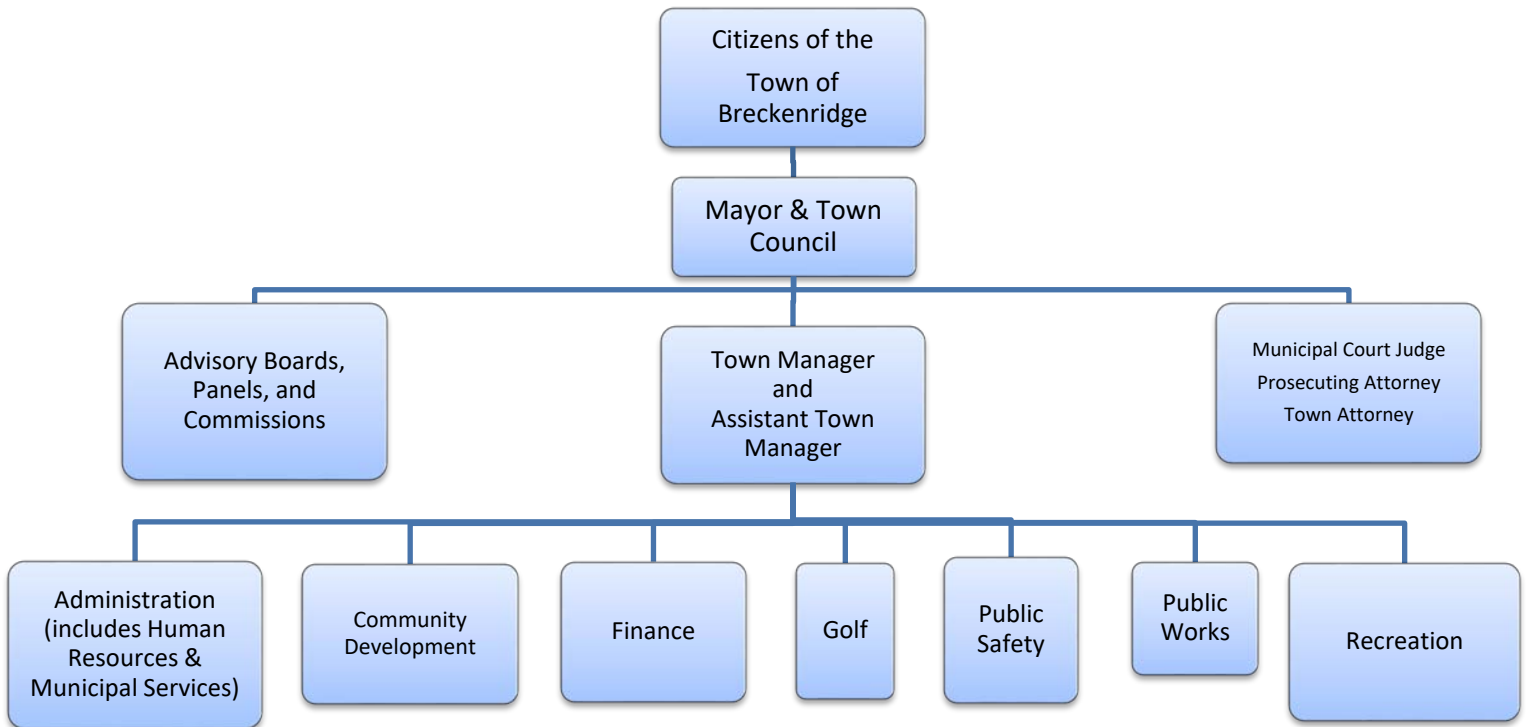 Citizens of the
Town of
Breckenridge
Mayor & Town
Council
Advisory Boards,
Panels, and
Commissions
Town Manager
and
Assistant Town
Manager
Municipal Court Judge
Prosecuting Attorney
Town Attorney
Administration
(includes Human
Resources &
Municipal Services)
Community
Development
Finance
Golf
Public
Safety
Public
Works
Recreation